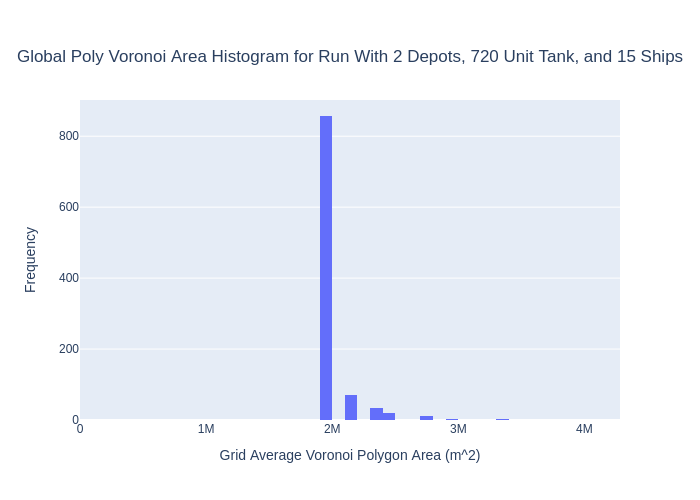 Global Poly Voronoi Area Histogram for Run With 2 Depots, 720 Unit Tank, and 15 Ships
800
600
400
200
0
Frequency
0 1M 2M 3M 4M
Grid Average Voronoi Polygon Area (m^2)